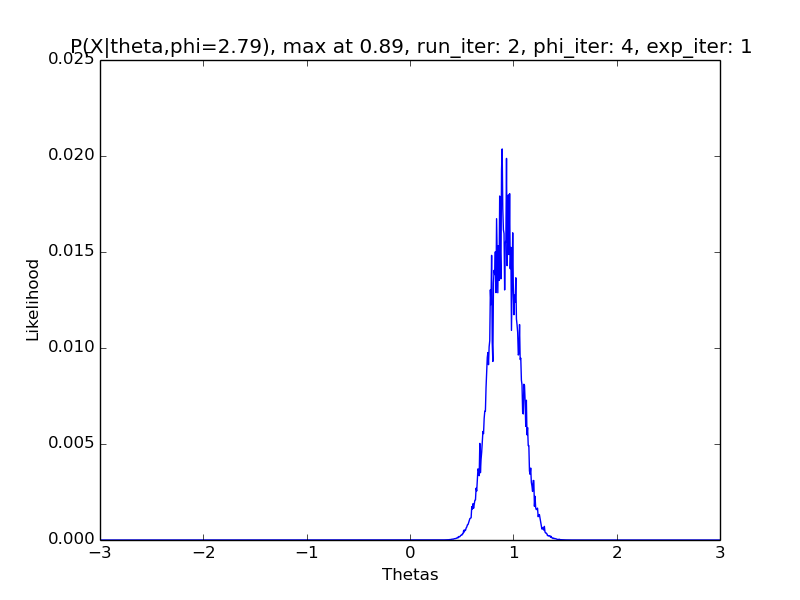 P(X|theta,phi=2.79), max at 0.89, run_iter: 2, phi_iter: 4, exp_iter: 1
0.025
0.020
0.015
0.010
0.005
0.000
Likelihood
−3 −2 −1 0 1 2 3
Thetas